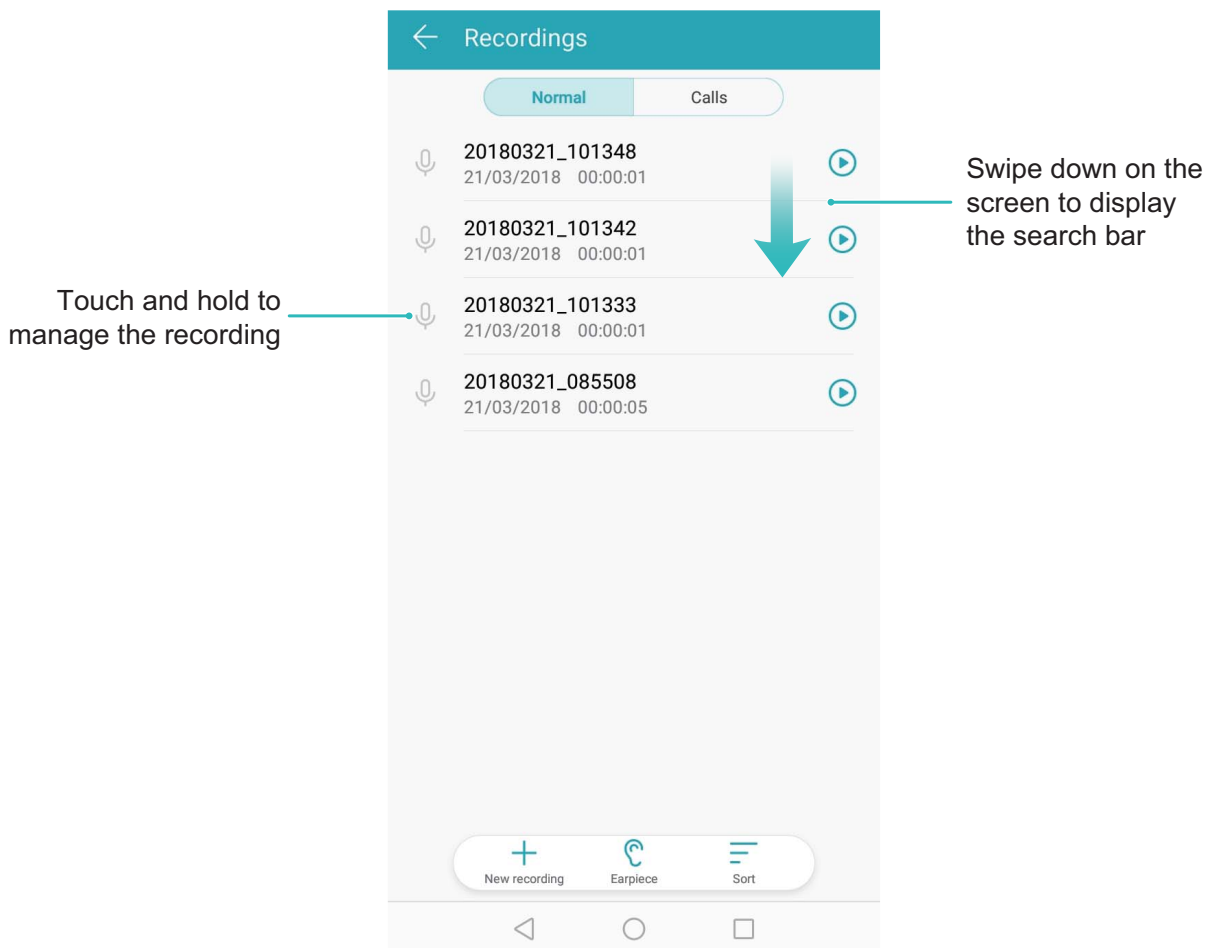 Recordings
Normal Calls
20180321_101348
21/03/2018 00:00:01
Swipe down on the
screen to display
the search bar
20180321_101342
21/03/2018 00:00:01
Touch and hold to
manage the recording
20180321_101333
21/03/2018 00:00:01
20180321_085508
21/03/2018 00:00:05
New recording Earpiece Sort